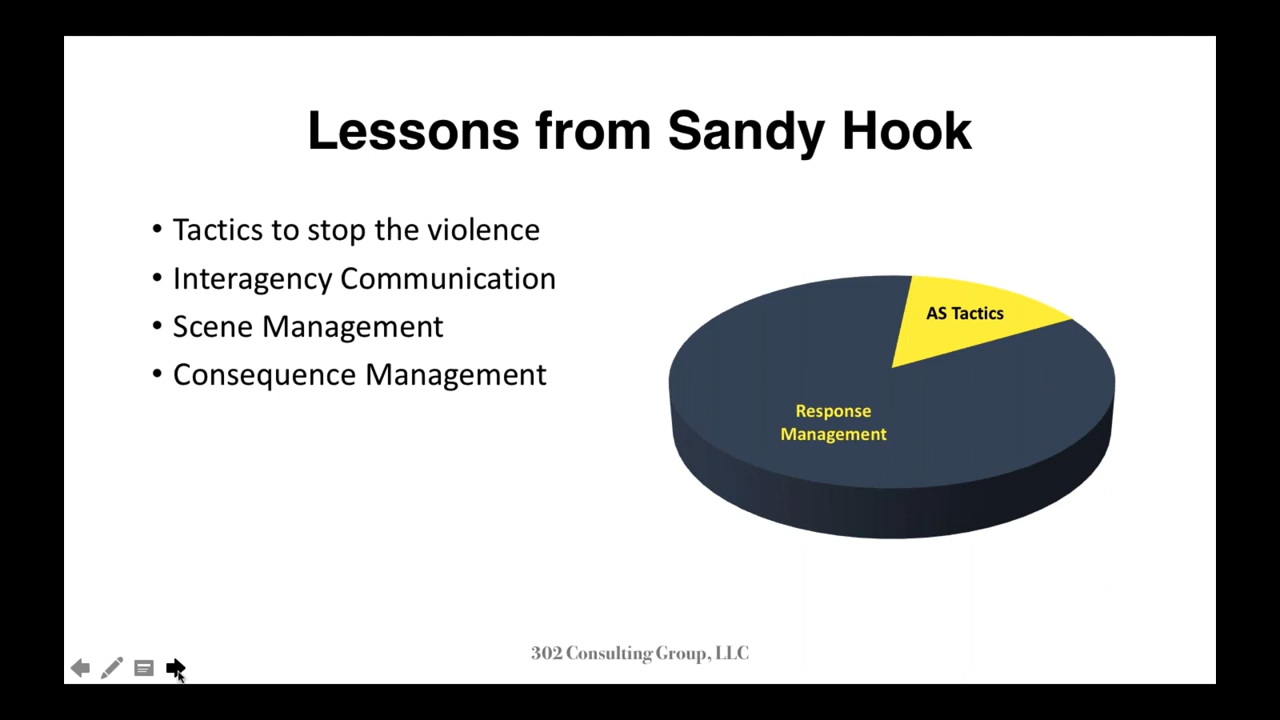 Lessons from Sandy Hook
• Tactics to stop the violence
• Interagency Communication
• Scene Management
• Consequence Management
AS Tactics
Response
Management
302 Consulting Group, LLC